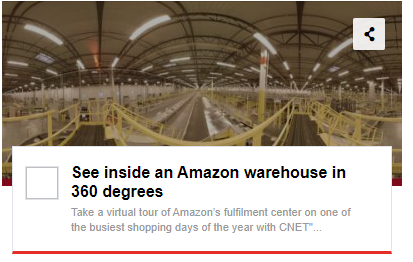 See inside an Amazon warehouse in
360 degrees
Take a virtual tour of Amazon's fulfilment center on one of
the busiest shopping days of the year with CNET"...